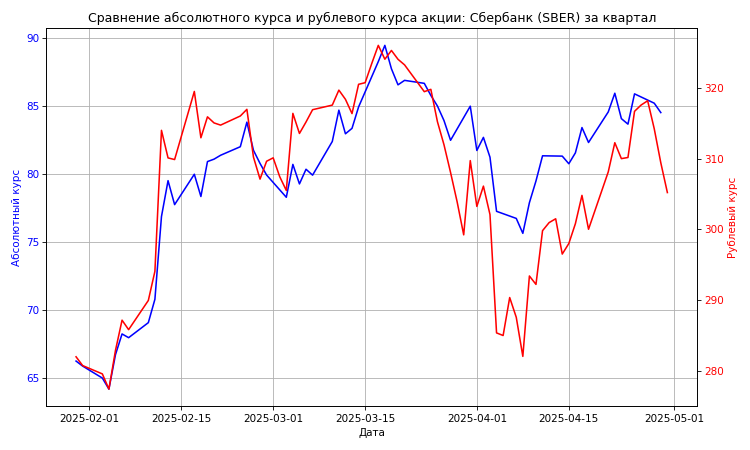 Сравнение абсолютного курса и рублевого курса акции: Сбербанк (SBER) за квартал
Абсолютный курс
90
85
80
75
70
65
320
310
300
290
280
Рублевый курс
2025-02-01 2025-02-15 2025-03-01 2025-03-15 2025-04-01 2025-04-15 2025-05-01
Дата